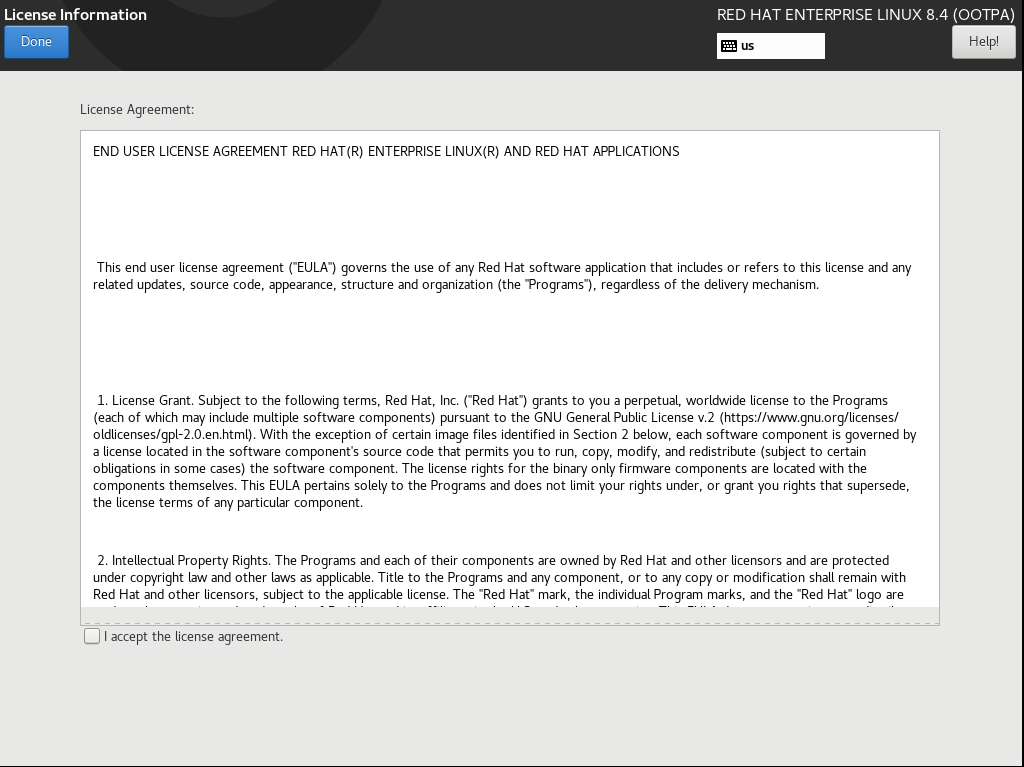 License Information
RED HAT ENTERPRISE LINUX 8.4 (OOTPA)
Done
us
Help!
License Agreement:
END USER LICENSE AGREEMENT RED HAT(R) ENTERPRISE LINUX(R) AND RED HAT APPLICATIONS
This end user license agreement ("EULA") governs the use of any Red Hat software application that includes or refers to this license and any
related updates, source code, appearance, structure and organization (the "Programs"), regardless of the delivery mechanism.
1. License Grant. Subject to the following terms, Red Hat, Inc. ("Red Hat") grants to you a perpetual, worldwide license to the Programs
(each of which may include multiple software components) pursuant to the GNU General Public License v.2 (https://www.gnu.org/licenses/
oldlicenses/gpl-2.0.en.html). With the exception of certain image files identified in Section 2 below, each software component is governed by
a license located in the software component's source code that permits you to run, copy, modify, and redistribute (subject to certain
obligations in some cases) the software component. The license rights for the binary only firmware components are located with the
components themselves. This EULA pertains solely to the Programs and does not limit your rights under, or grant you rights that supersede,
the license terms of any particular component.
2. Intellectual Property Rights. The Programs and each of their components are owned by Red Hat and other licensors and are protected
under copyright law and other laws as applicable. Title to the Programs and any component, or to any copy or modification shall remain with
Red Hat and other licensors, subject to the applicable license. The "Red Hat" mark, the individual Program marks, and the "Red Hat" logo are
I accept the license agreement.